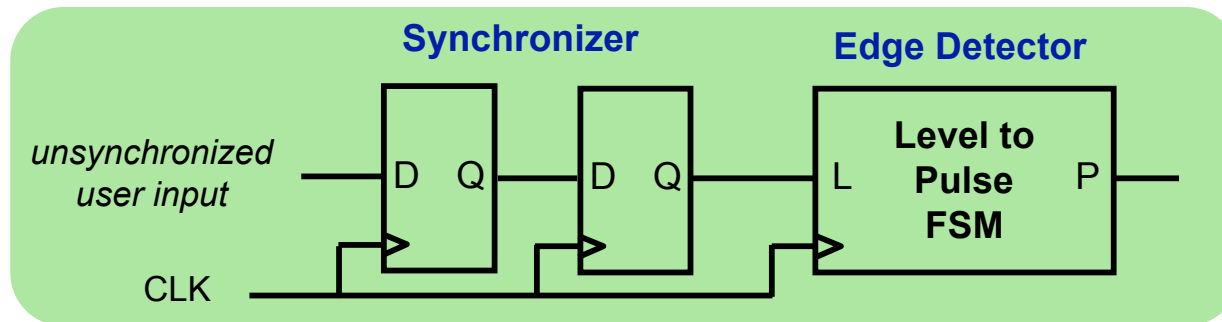 Synchronizer
Edge Detector
unsynchronized
user input
D
Q
D
Q
L
Level to
Pulse
FSM
P
CLK